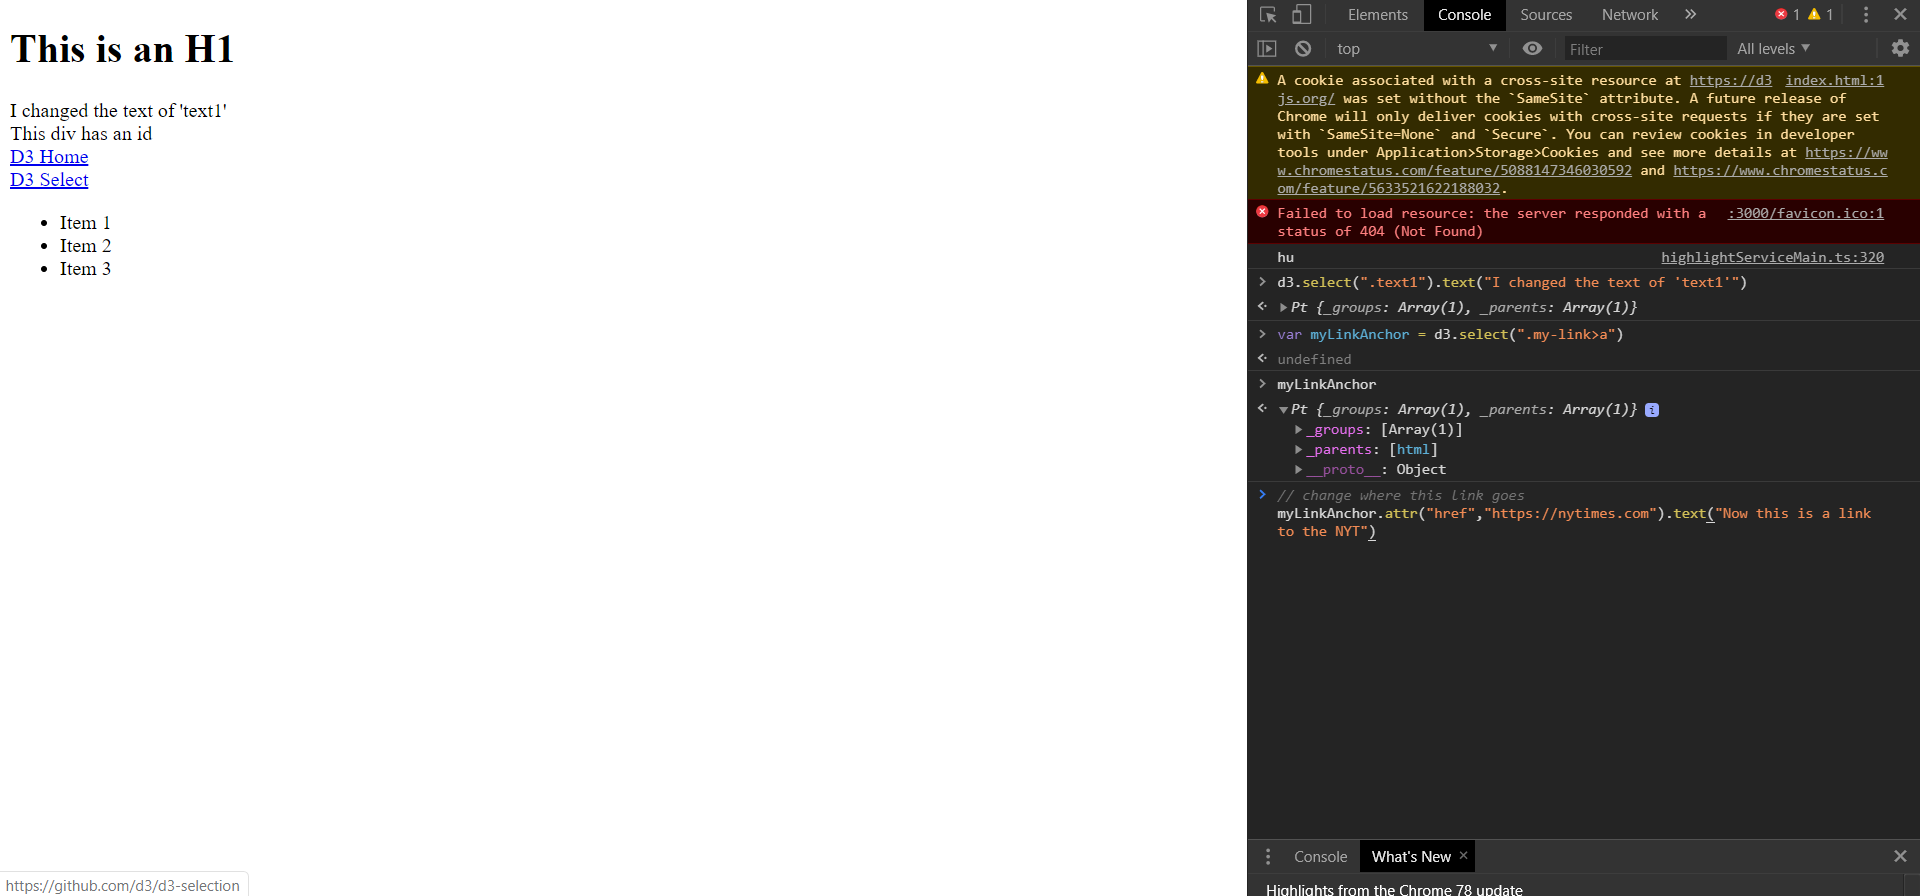 This is an H1
I changed the text of 'text1'
This div has an id
D3 Home
D3 Select
Item 1
Item 2
Item 3
https://github.com/d3/d3-selection
Elements Console Sources Network » 1 1
top Filter All levels
A cookie associated with a cross-site resource at https://d3 index.html:1
js.org/ was set without the `SameSite` attribute. A future release of
Chrome will only deliver cookies with cross-site requests if they are set
with `SameSite=None` and `Secure`. You can review cookies in developer
tools under Application>Storage>Cookies and see more details at https://ww
w.chromestatus.com/feature/5088147346030592 and https://www.chromestatus.c
om/feature/5633521622188032.
Failed to load resource: the server responded with a :3000/favicon.ico:1
status of 404 (Not Found)
hu highlightServiceMain.ts:320
d3.select(".text1").text("I changed the text of 'text1'")
Pt {_groups: Array(1), _parents: Array(1)}
var myLinkAnchor = d3.select(".my-link>a")
undefined
myLinkAnchor
Pt {_groups: Array(1), _parents: Array(1)} i
_groups: [Array(1)]
_parents: [html]
__proto__: Object
// change where this link goes
myLinkAnchor.attr("href","https://nytimes.com").text("Now this is a link
to the NYT")
Console What's New ×
Highlights from the Chrome 78 update